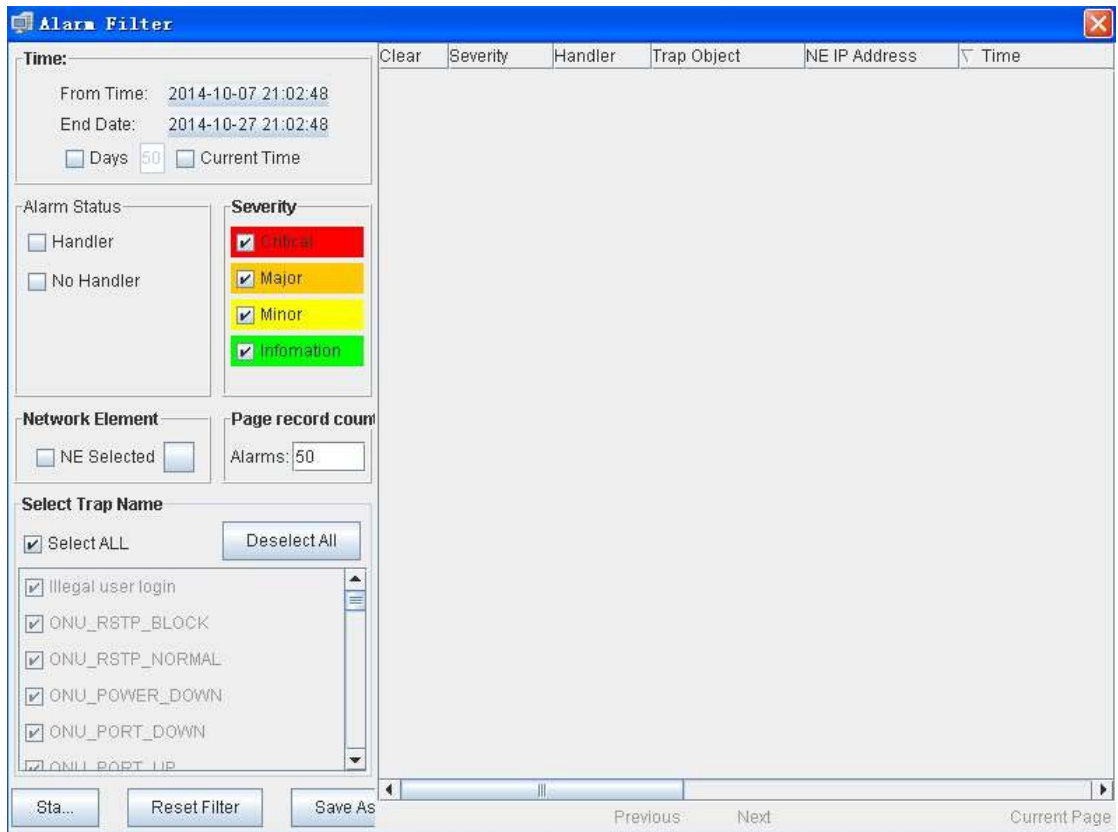 Alarm Filter
Time:
From Time: 2014-10-07 21:02:48
End Date: 2014-10-27 21:02:48
Days 50 Current Time
Alarm Status
Handler
No Handler
Severity
Critical
Major
Minor
Infomation
Network Element
NE Selected
Page record count
Alarms: 50
Select Trap Name
Select ALL Deselect All
Illegal user login
ONU_RSTP_BLOCK
ONU_RSTP_NORMAL
ONU_POWER_DOWN
ONU_PORT_DOWN
ONU_PORT_UP
Sta... Reset Filter Save As
Clear Severity Handler Trap Object NE IP Address Time
Previous Next Current Page